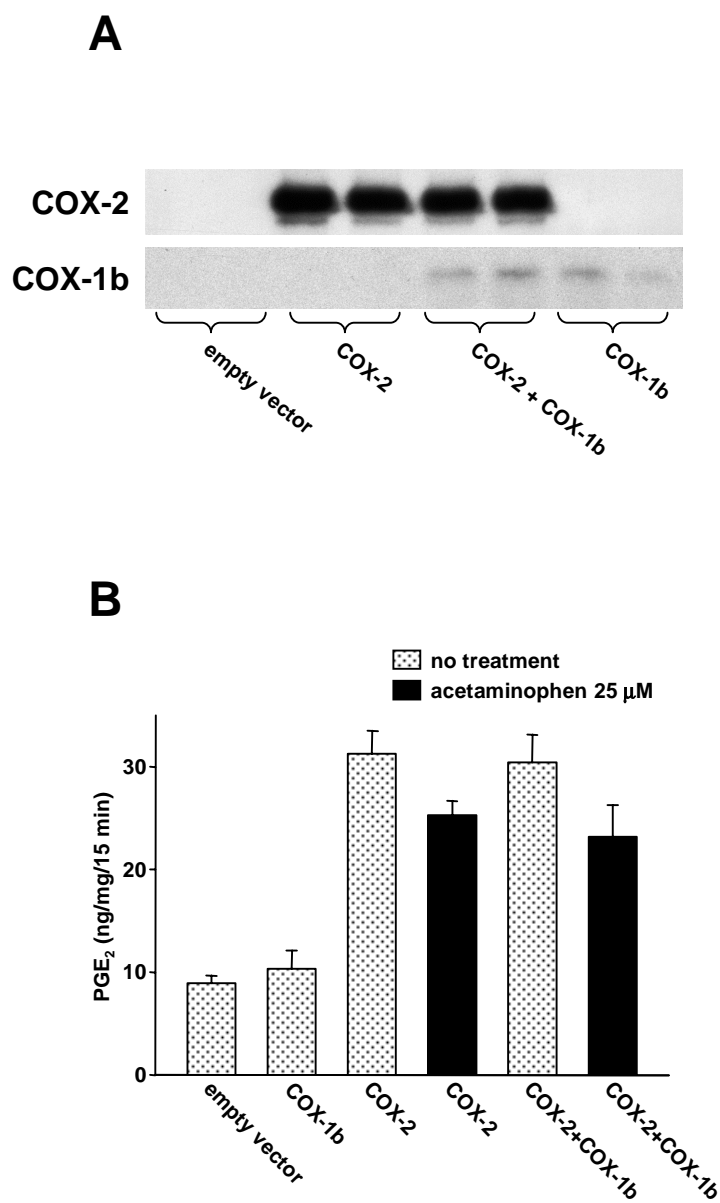 A
COX-2
COX-1b
empty vector
COX-2
COX-2 + COX-1b
COX-1b
B
no treatment
acetaminophen 25 μM
PGE₂ (ng/mg/15 min)
30
20
10
0
empty vector
COX-1b
COX-2
COX-2
COX-2+COX-1b
COX-2+COX-1b